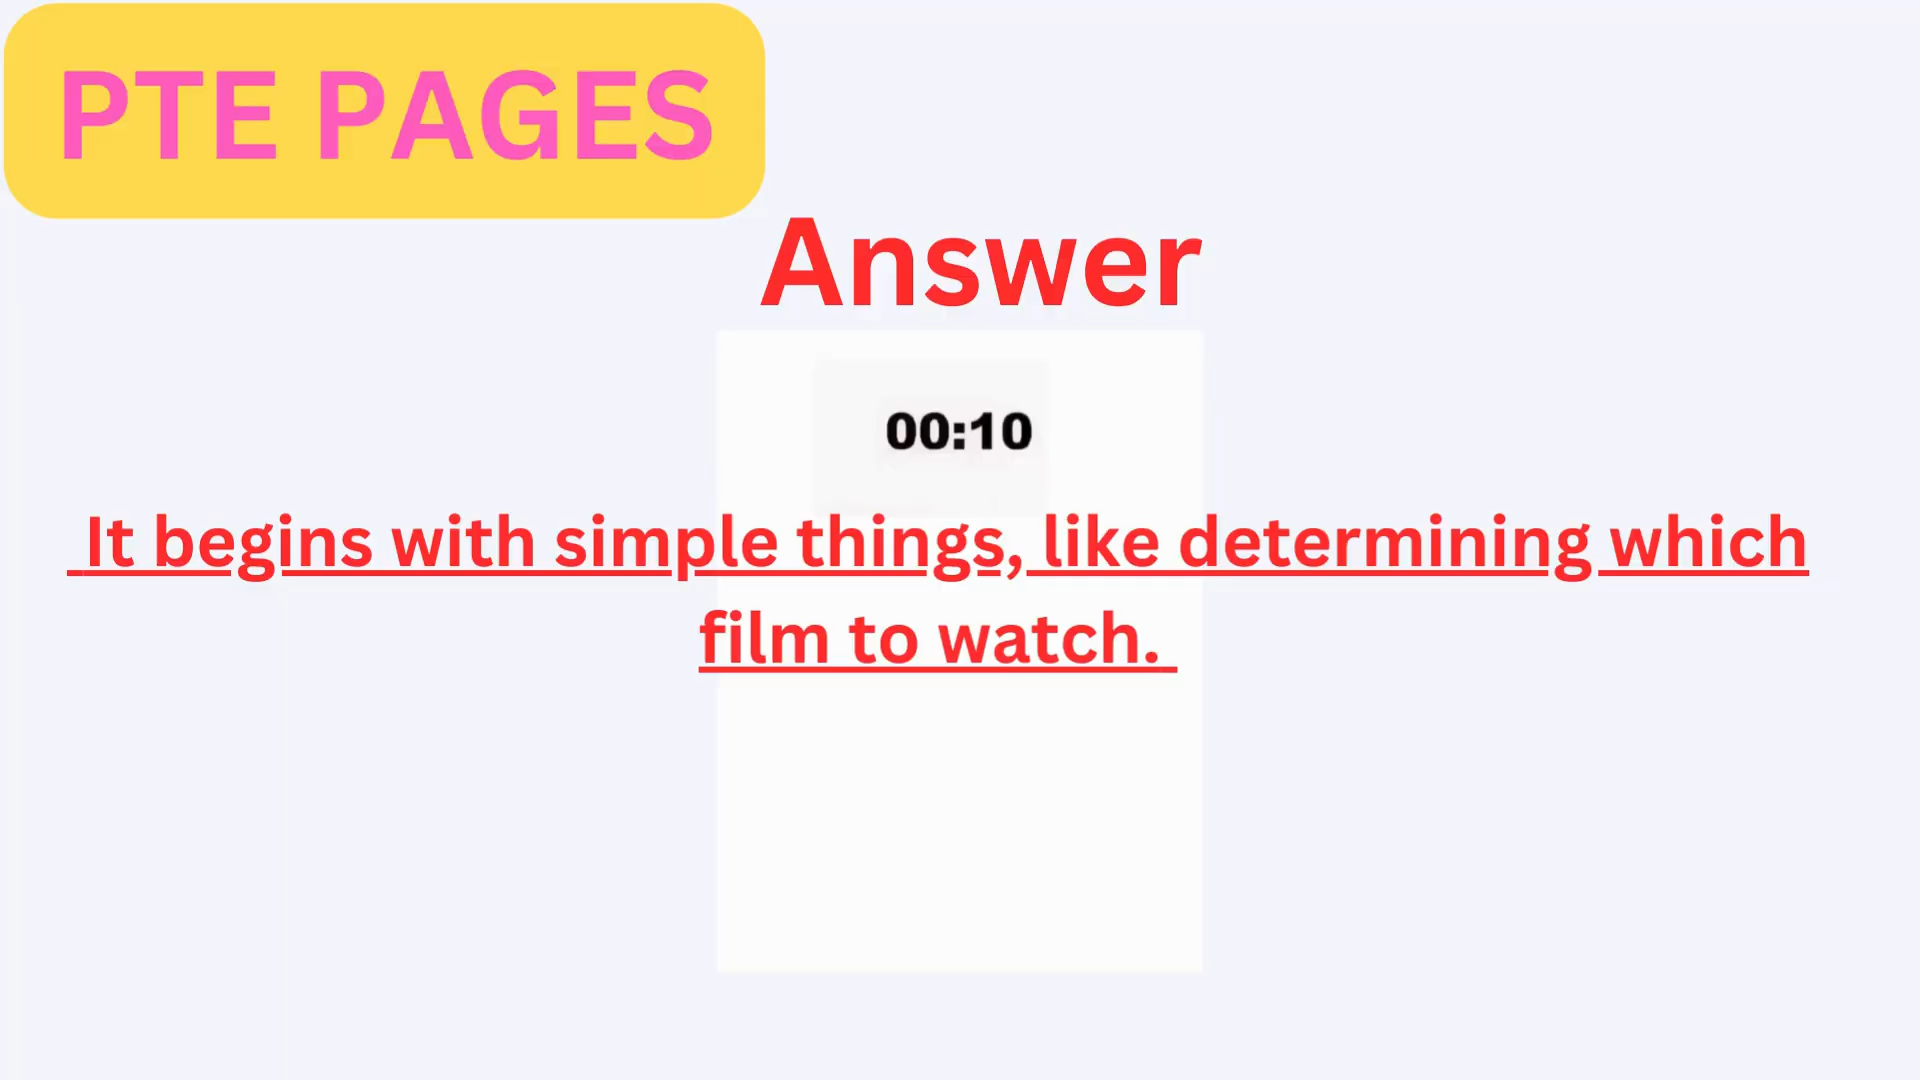 PTE PAGES
Answer
00:10
It begins with simple things, like determining which
film to watch.